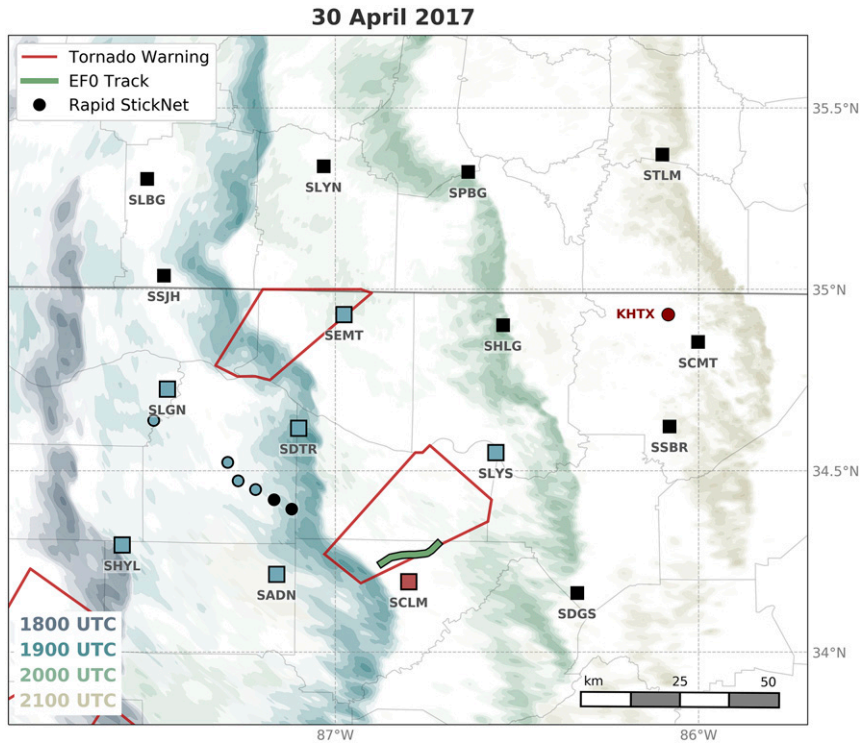 30 April 2017
Tornado Warning
EF0 Track
Rapid StickNet
35.5°N
SLBG
SLYN
SPBG
STLM
SSJH
35°N
SEMT
SHLG
KHTX
SCMT
SLGN
SDTR
SSBR
SLYS
34.5°N
SHYL
SADN
SCLM
SDGS
1800 UTC
1900 UTC
2000 UTC
2100 UTC
34°N
km 25 50
87°W
86°W